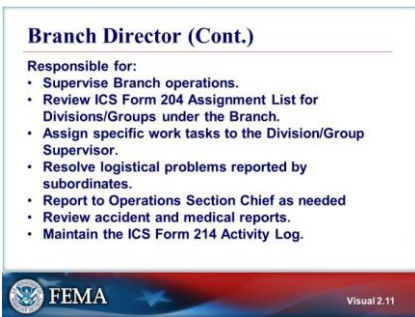 Branch Director (Cont.)
Responsible for:
• Supervise Branch operations.
• Review ICS Form 204 Assignment List for
Divisions/Groups under the Branch.
• Assign specific work tasks to the Division/Group
Supervisor.
• Resolve logistical problems reported by
subordinates.
• Report to Operations Section Chief as needed
• Review accident and medical reports.
• Maintain the ICS Form 214 Activity Log.
FEMA
Visual 2.11